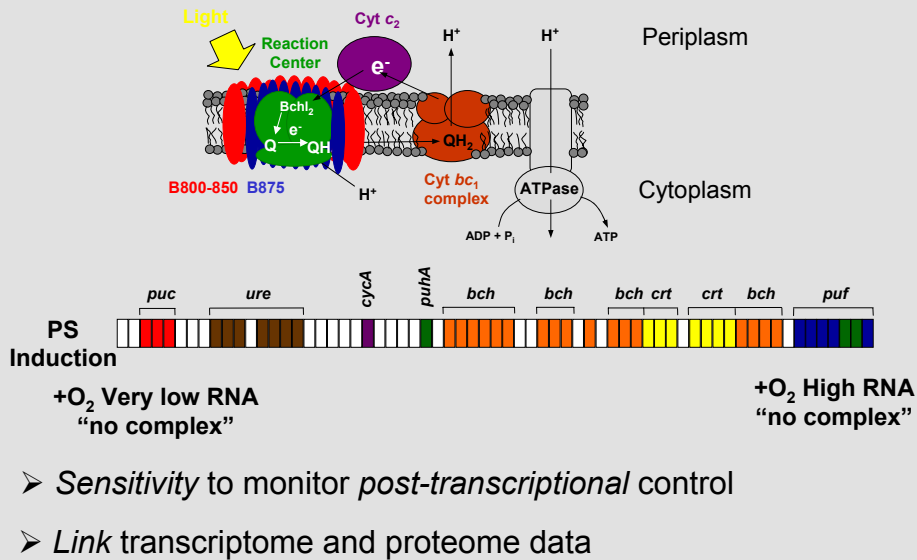 Light
Cyt c₂
Reaction
Center
H⁺
H⁺
Periplasm
e⁻
Bchl₂
e⁻
Q
QH
QH₂
B800-850 B875
H⁺
Cyt bc₁
complex
ATPase
Cytoplasm
ADP + Pᵢ
ATP
puc
ure
cycA
puhA
bch
bch
bch crt
crt
bch
puf
PS
Induction
+O₂ Very low RNA
“no complex”
+O₂ High RNA
“no complex”
➢ Sensitivity to monitor post-transcriptional control
➢ Link transcriptome and proteome data